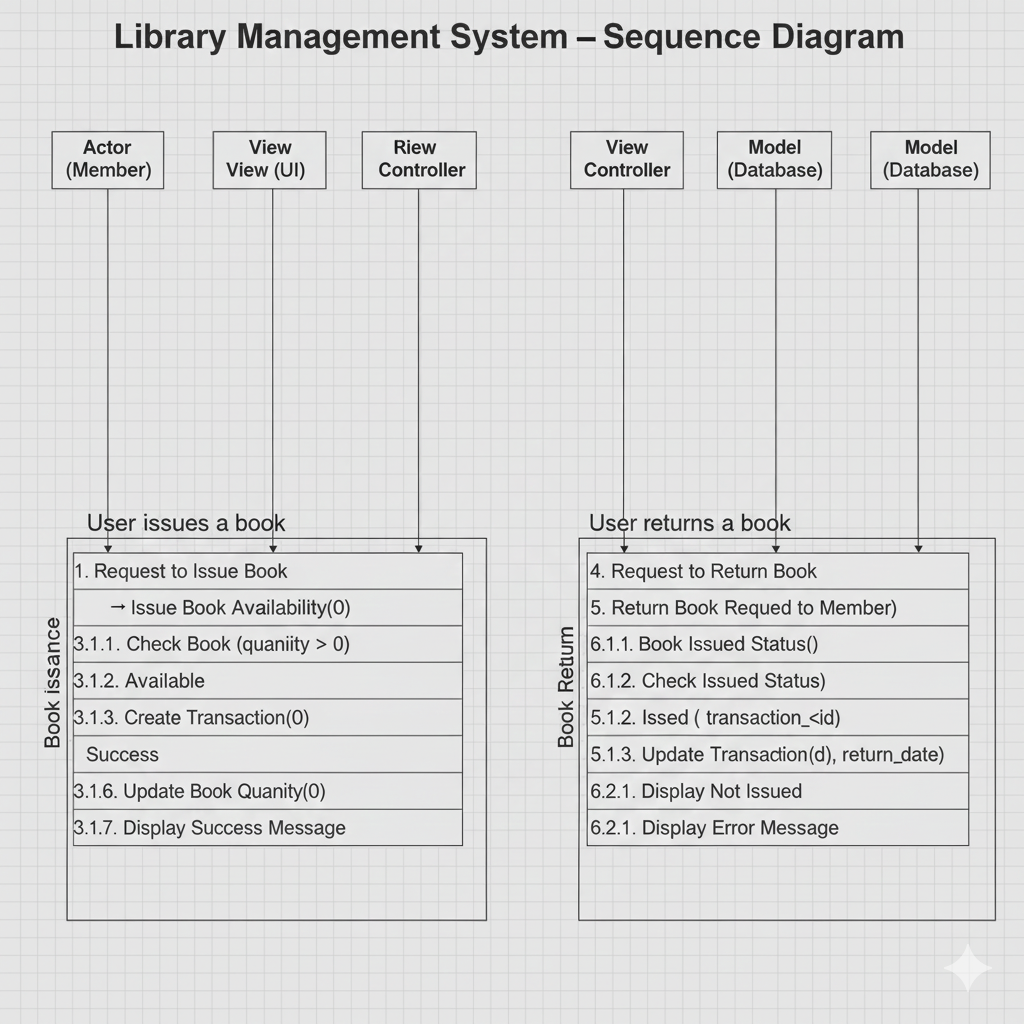 Library Management System – Sequence Diagram
Actor
(Member)
View
View (UI)
Riew
Controller
View
Controller
Model
(Database)
Model
(Database)
User issues a book
Book issance
1. Request to Issue Book
→ Issue Book Availability(0)
3.1.1. Check Book (quaniity > 0)
3.1.2. Available
3.1.3. Create Transaction(0)
Success
3.1.6. Update Book Quanity(0)
3.1.7. Display Success Message
User returns a book
Book Retium
4. Request to Return Book
5. Return Book Requed to Member)
6.1.1. Book Issued Status()
6.1.2. Check Issued Status)
5.1.2. Issed ( transaction_<id)
5.1.3. Update Transaction(d), return_date)
6.2.1. Display Not Issued
6.2.1. Display Error Message